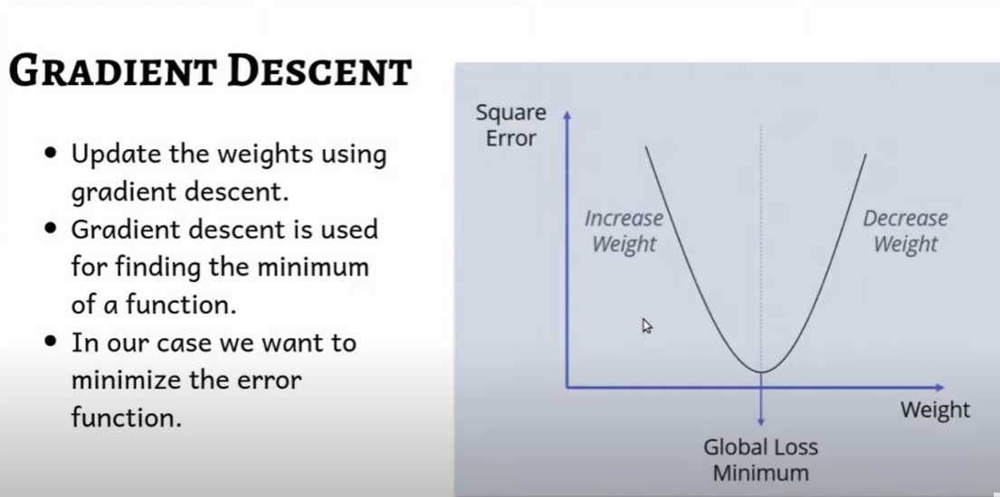 GRADIENT DESCENT
• Update the weights using
gradient descent.
• Gradient descent is used
for finding the minimum
of a function.
• In our case we want to
minimize the error
function.
Square
Error
Increase
Weight
Decrease
Weight
Weight
Global Loss
Minimum